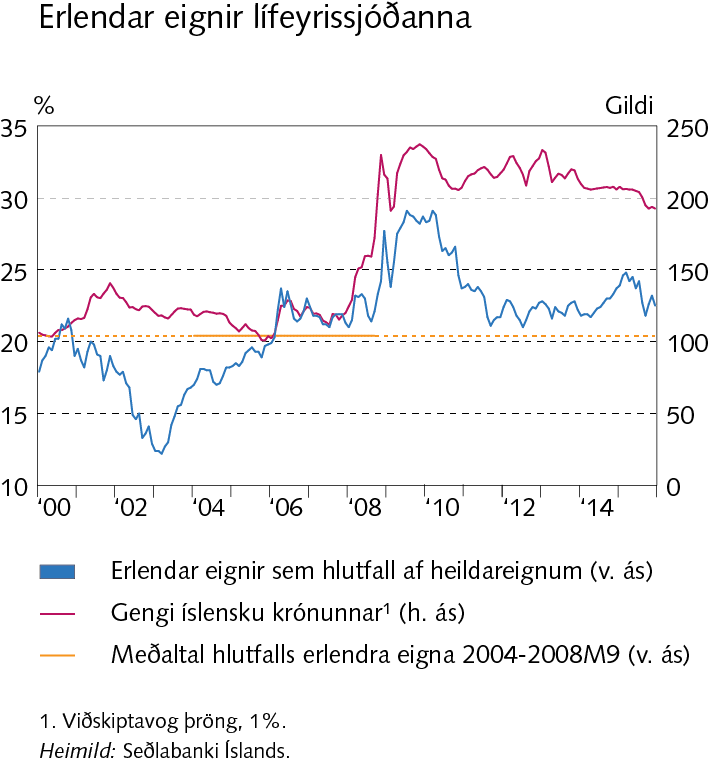 Erlendar eignir lífeyrissjóðanna
% Gildi
35 250
30 200
25 150
20 100
15 50
10 0
‘00 ‘02 ‘04 ‘06 ‘08 ‘10 ‘12 ‘14
Erlendar eignir sem hlutfall af heildareignum (v. ás)
Gengi íslensku krónunnar¹ (h. ás)
Meðaltal hlutfalls erlendra eigna 2004-2008M9 (v. ás)
1. Viðskiptavog þröng, 1%.
Heimild: Seðlabanki Íslands.